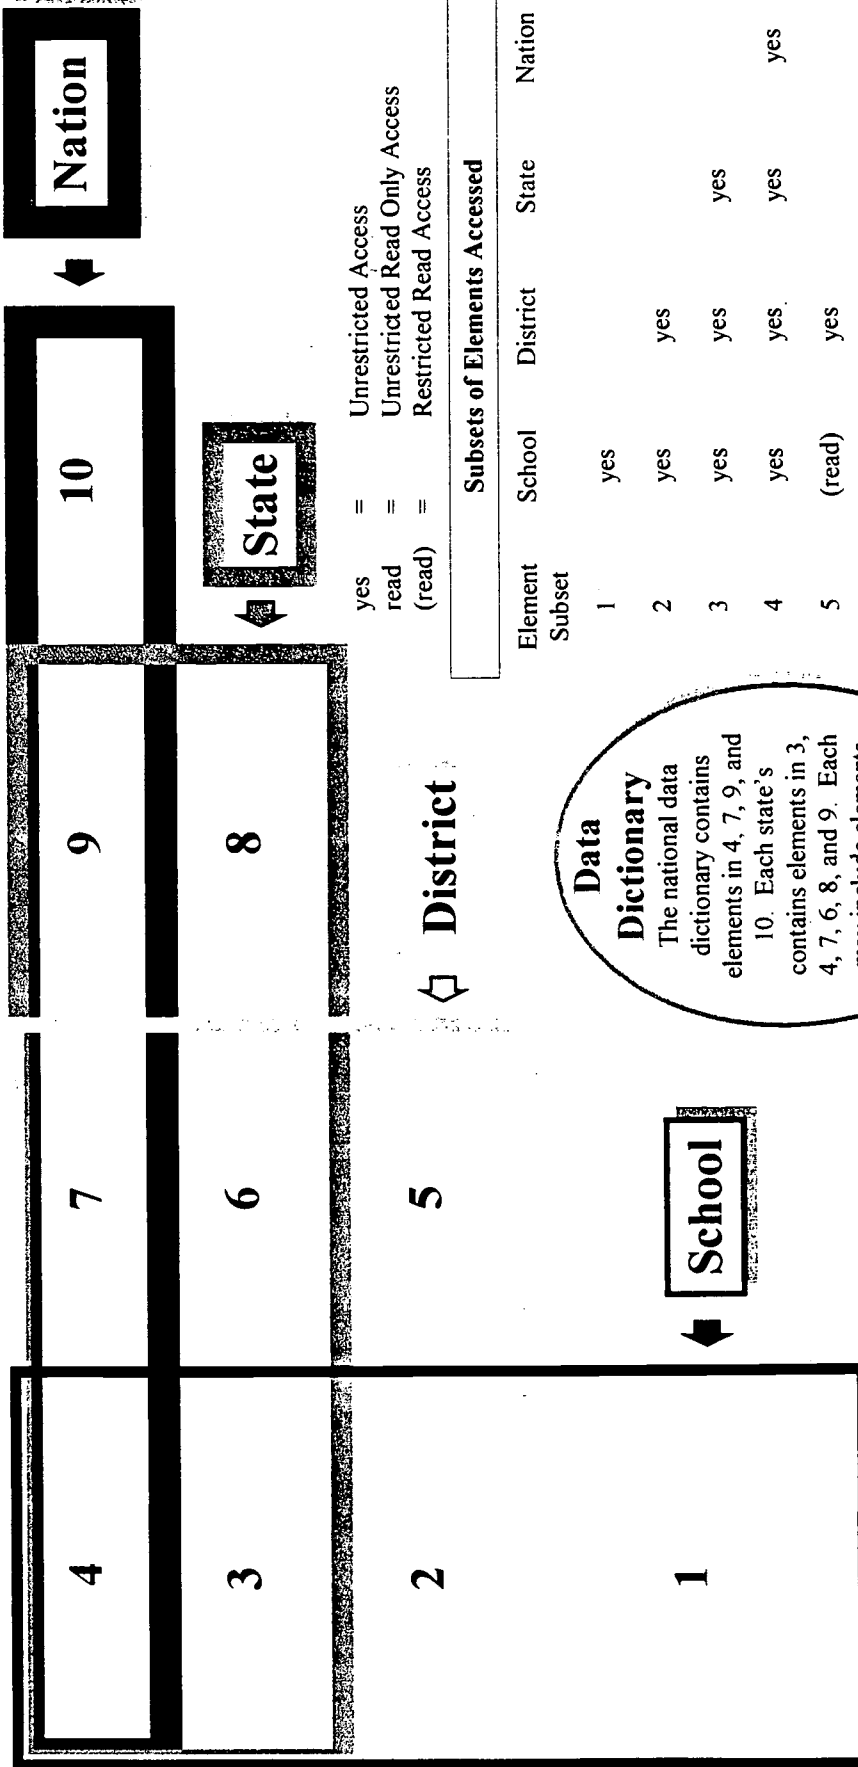 Nation
10
State
9
8
District
7
6
5
School
4
3
2
1
yes = Unrestricted Access
read = Unrestricted Read Only Access
(read) = Restricted Read Access
Subsets of Elements Accessed
Element Subset School District State Nation
1 yes
2 yes yes
3 yes yes yes
4 yes yes. yes yes
5 (read) yes
Data
Dictionary
The national data
dictionary contains
elements in 4, 7, 9, and
10. Each state's
contains elements in 3,
4, 7, 6, 8, and 9. Each
may include elements